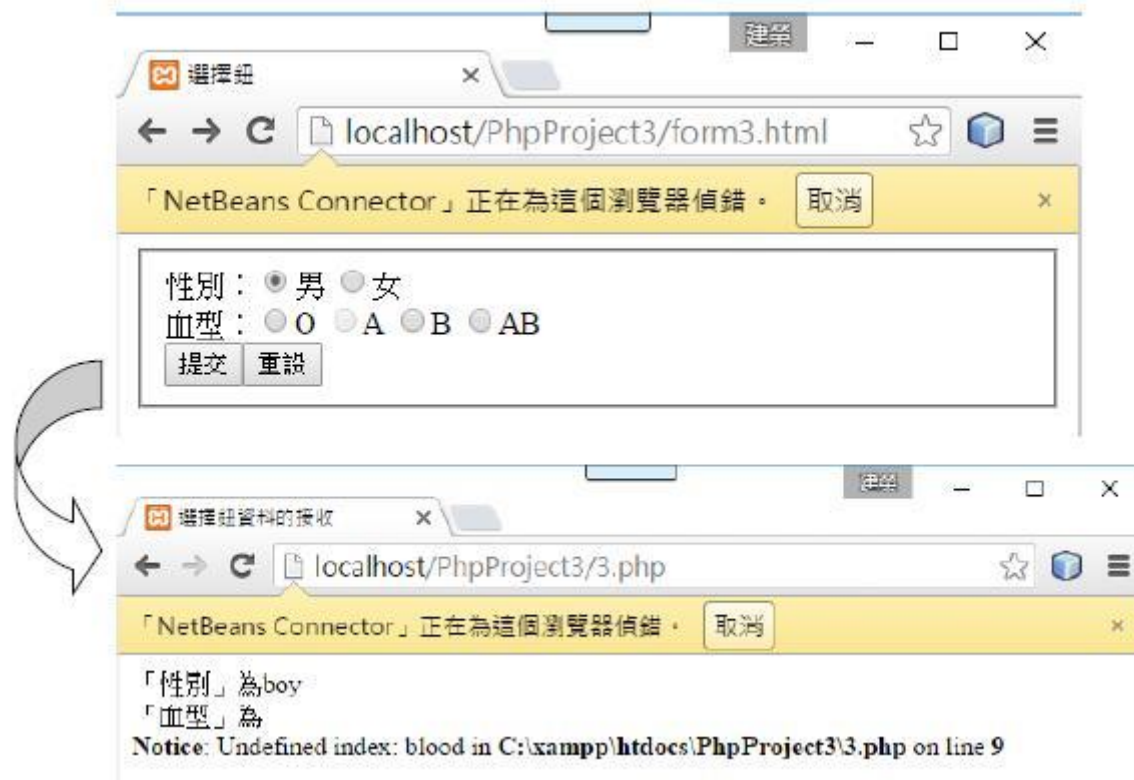 建榮
選擇鈕
localhost/PhpProject3/form3.html
「NetBeans Connector」正在為這個瀏覽器偵錯。 取消
性別： 男 女
血型： O A B AB
提交 重設
建榮
選擇鈕資料的接收
localhost/PhpProject3/3.php
「NetBeans Connector」正在為這個瀏覽器偵錯。 取消
「性別」為boy
「血型」為
Notice: Undefined index: blood in C:\xampp\htdocs\PhpProject3\3.php on line 9